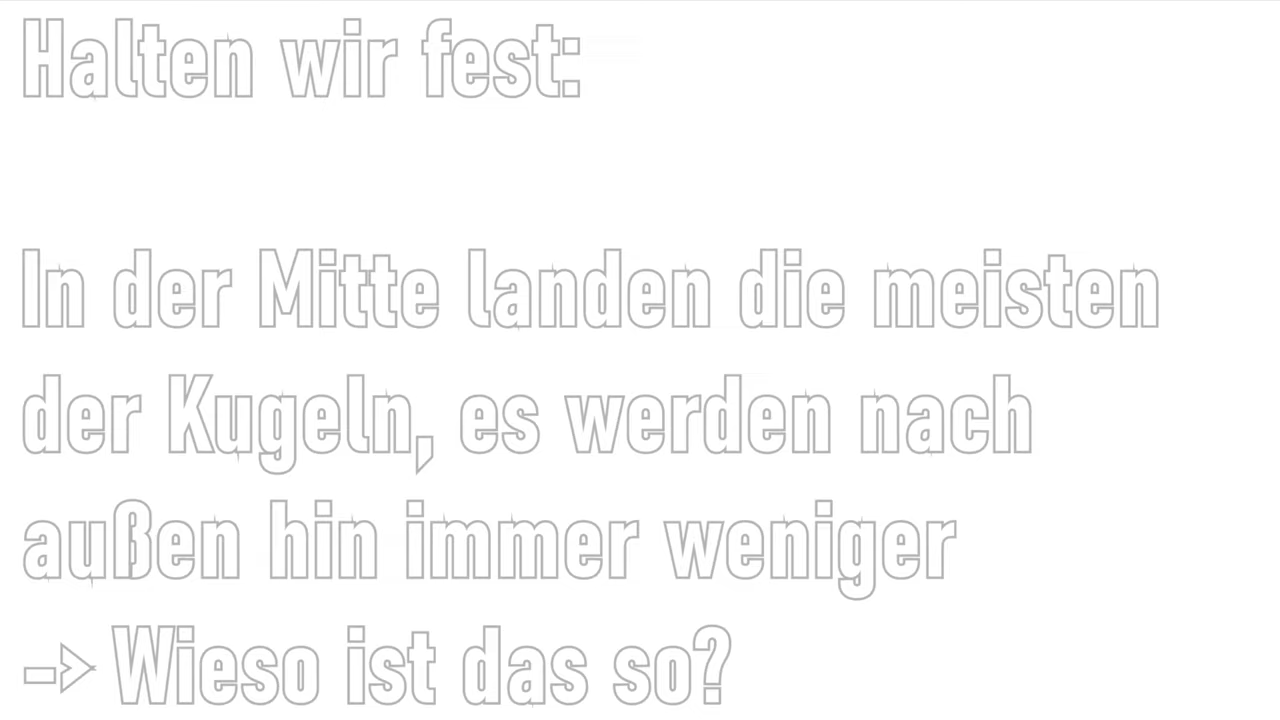 Halten wir fest:
In der Mitte landen die meisten
der Kugeln, es werden nach
außen hin immer weniger
-> Wieso ist das so?